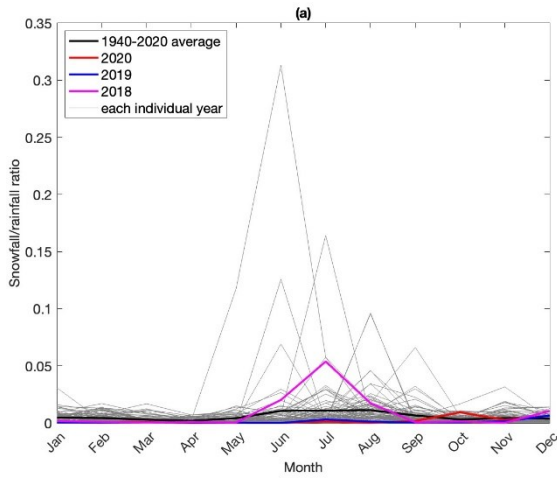 (a)
0.35
0.3
0.25
0.2
0.15
0.1
0.05
0
Snowfall/rainfall ratio
1940-2020 average
2020
2019
2018
each individual year
Jan Feb Mar Apr May Jun Jul Aug Sep Oct Nov Dec
Month